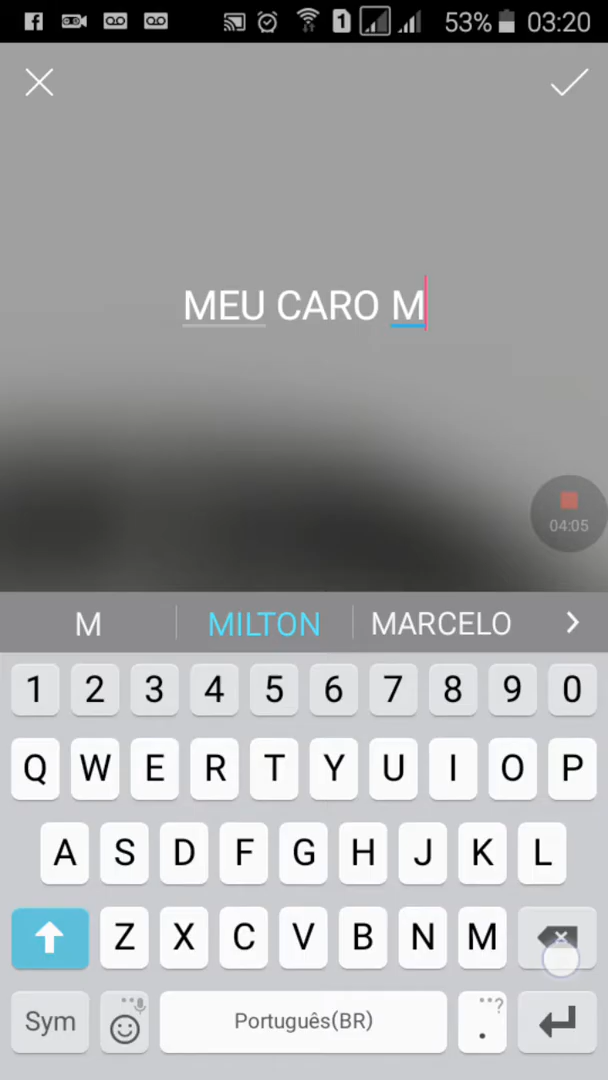 53% 03:20
1
MEU CARO M
04:05
M MILTON MARCELO
1 2 3 4 5 6 7 8 9 0
Q W E R T Y U I O P
A S D F G H J K L
Z X C V B N M
Sym Português(BR) . ?